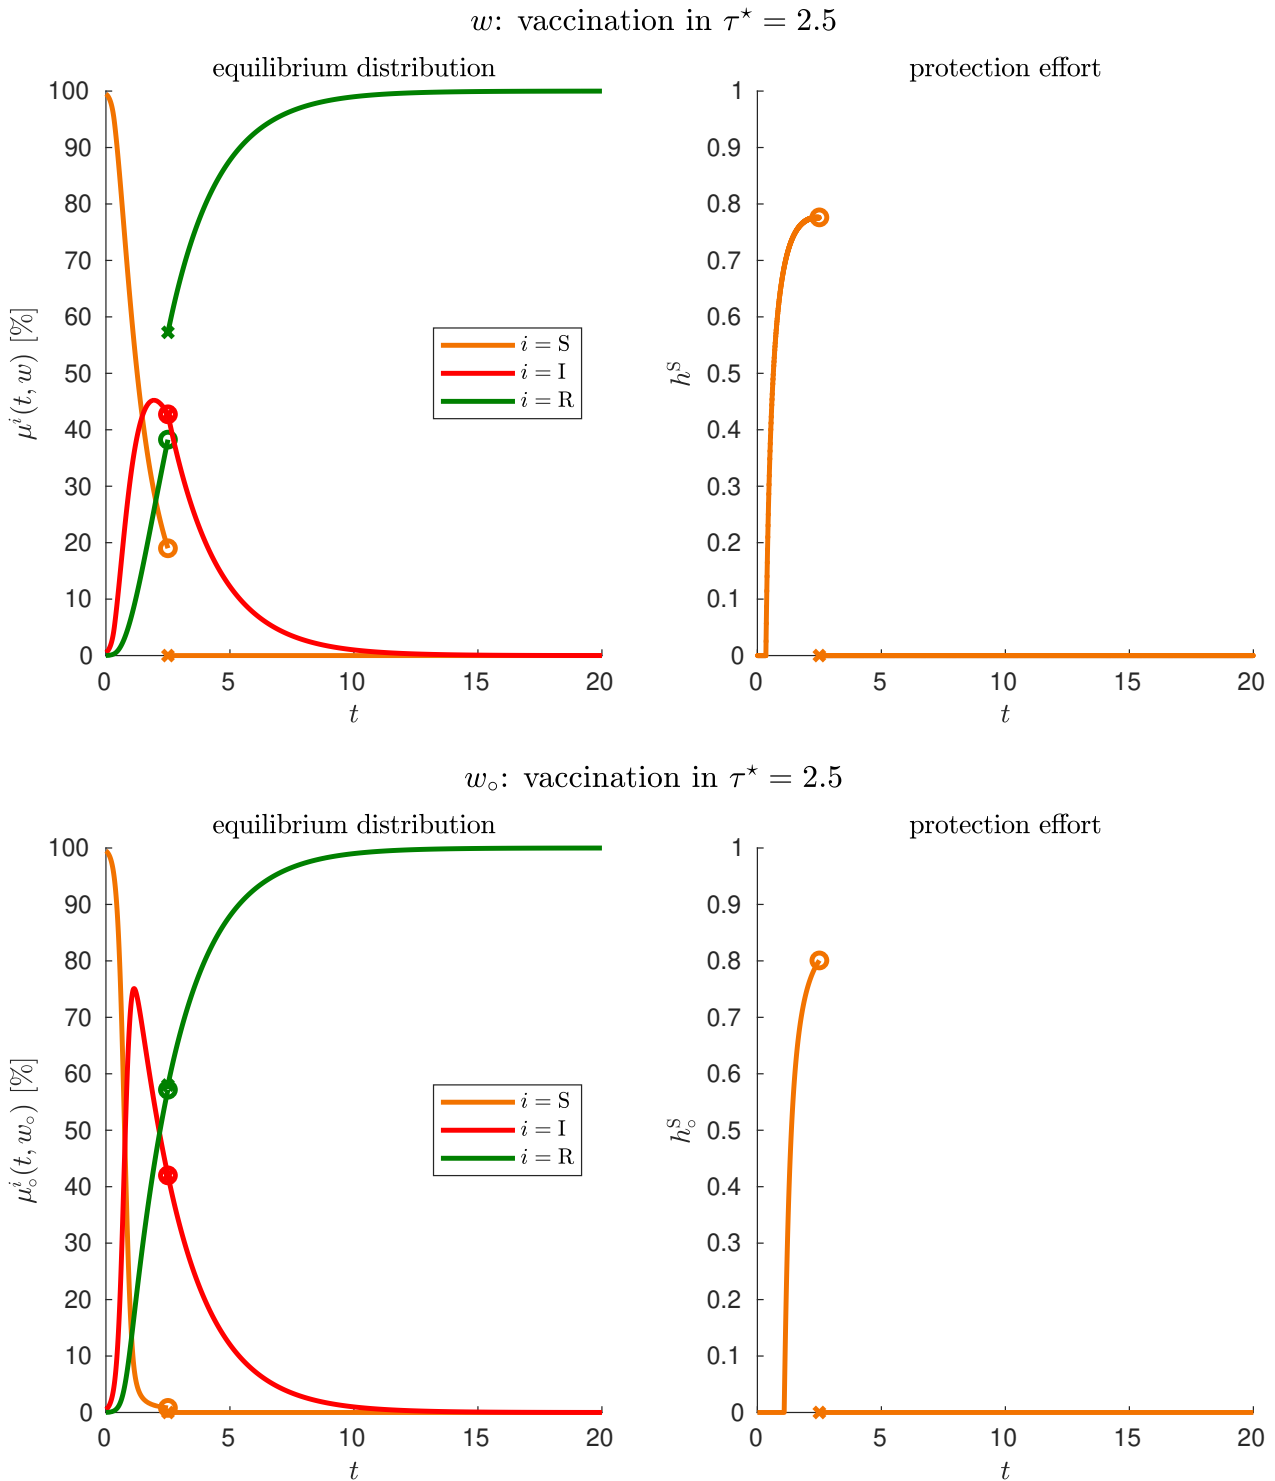 w: vaccination in τ⋆ = 2.5
equilibrium distribution
100
90
80
70
60
50
40
30
20
10
0
0 5 10 15 20
t
μⁱ(t, w) [%]
i = S
i = I
i = R
protection effort
1
0.9
0.8
0.7
0.6
0.5
0.4
0.3
0.2
0.1
0
0 5 10 15 20
t
hˢ
w∘: vaccination in τ⋆ = 2.5
equilibrium distribution
100
90
80
70
60
50
40
30
20
10
0
0 5 10 15 20
t
μⁱ∘(t, w∘) [%]
i = S
i = I
i = R
protection effort
1
0.9
0.8
0.7
0.6
0.5
0.4
0.3
0.2
0.1
0
0 5 10 15 20
t
hˢ∘